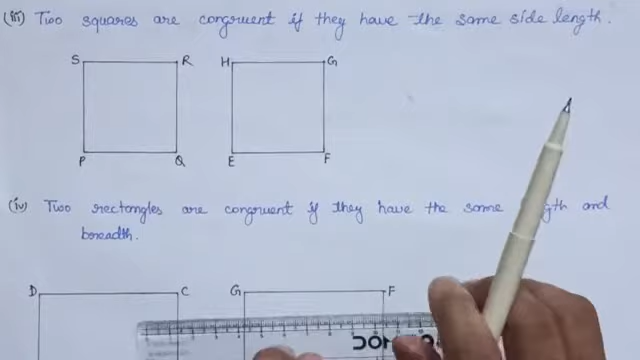 (iii) Two squares are congruent if they have the same side length.
S R H G
P Q E F
(iv) Two rectangles are congruent if they have the same and
breadth.
D C G F